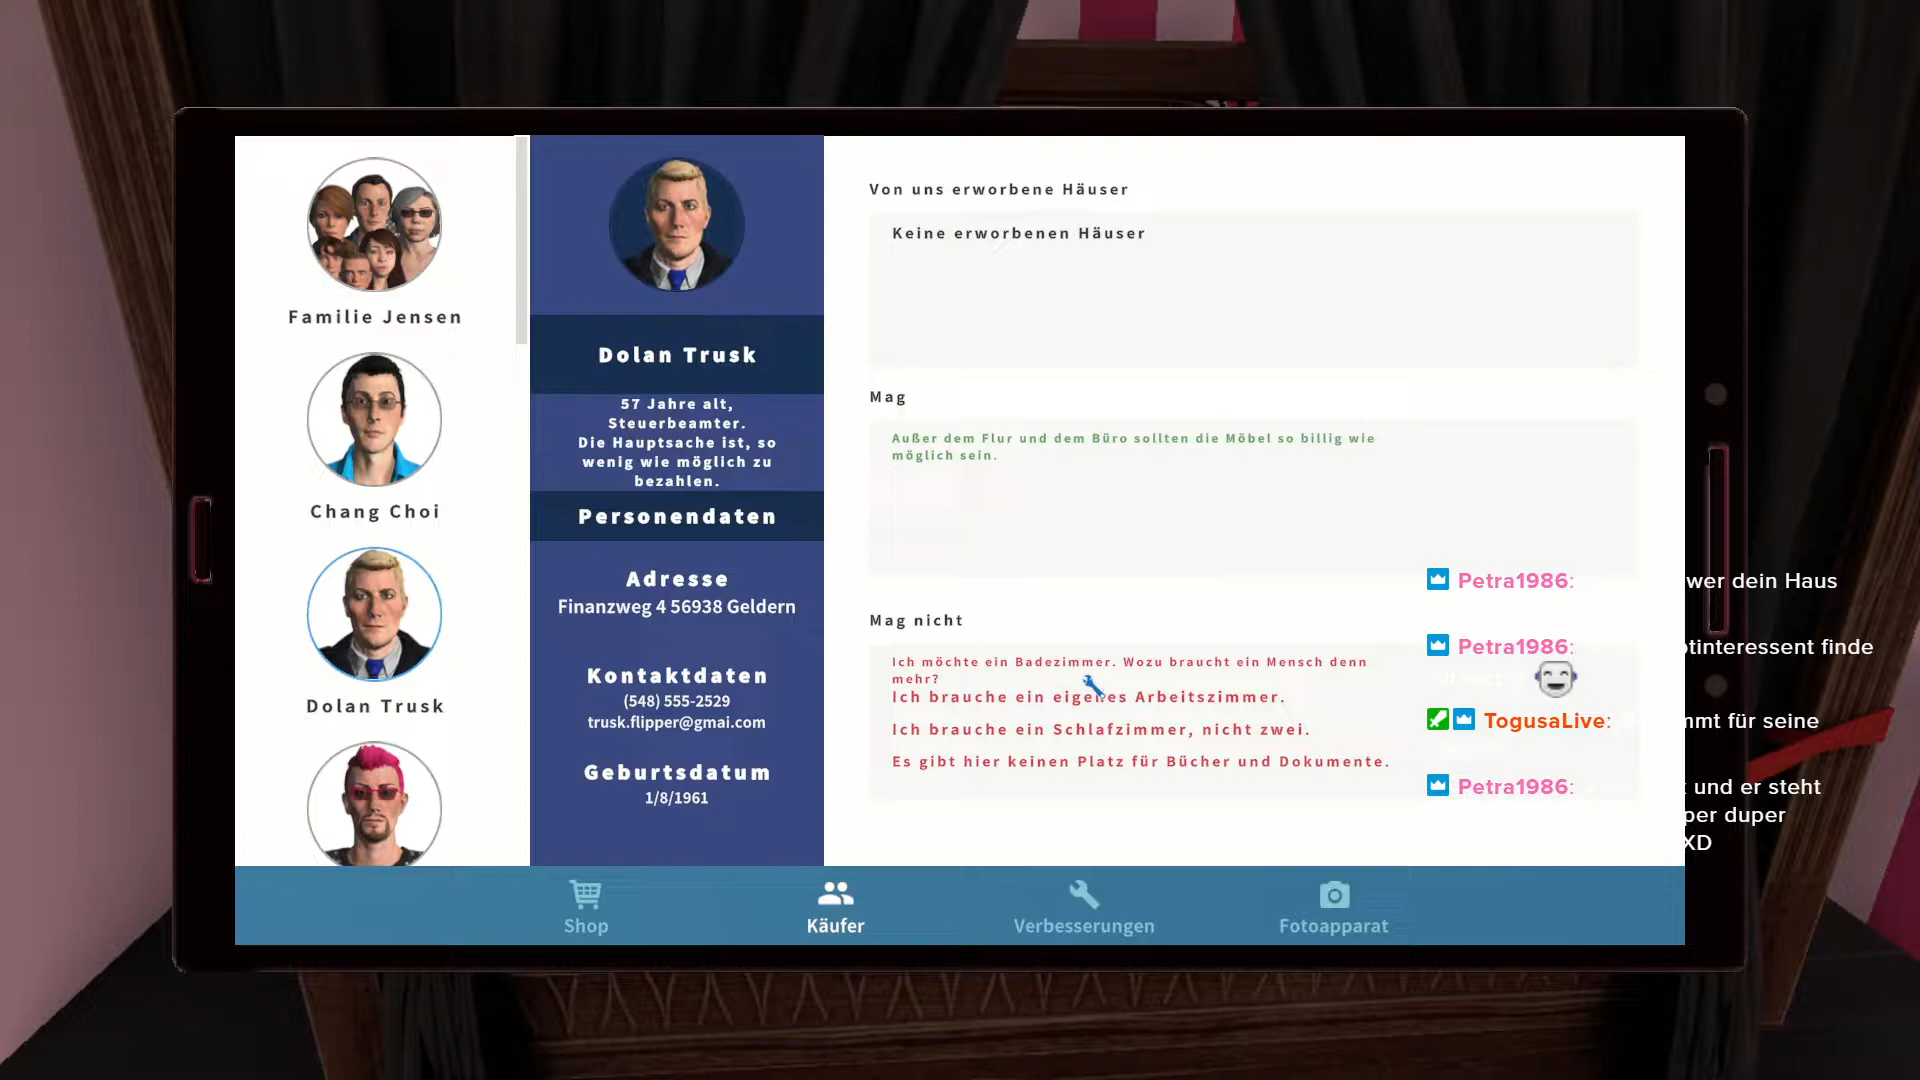 Familie Jensen
Chang Choi
Dolan Trusk
Dolan Trusk
57 Jahre alt,
Steuerbeamter.
Die Hauptsache ist, so
wenig wie möglich zu
bezahlen.
Personendaten
Adresse
Finanzweg 4 56938 Geldern
Kontaktdaten
(548) 555-2529
trusk.flipper@gmai.com
Geburtsdatum
1/8/1961
Von uns erworbene Häuser
Keine erworbenen Häuser
Mag
Außer dem Flur und dem Büro sollten die Möbel so billig wie
möglich sein.
Mag nicht
Ich möchte ein Badezimmer. Wozu braucht ein Mensch denn
mehr?
Ich brauche ein eigenes Arbeitszimmer.
Ich brauche ein Schlafzimmer, nicht zwei.
Es gibt hier keinen Platz für Bücher und Dokumente.
Petra1986: wer dein Haus
Petra1986: finde
TogusaLive: für seine
Petra1986: und er steht
duper
XD
Shop
Käufer
Verbesserungen
Fotoapparat